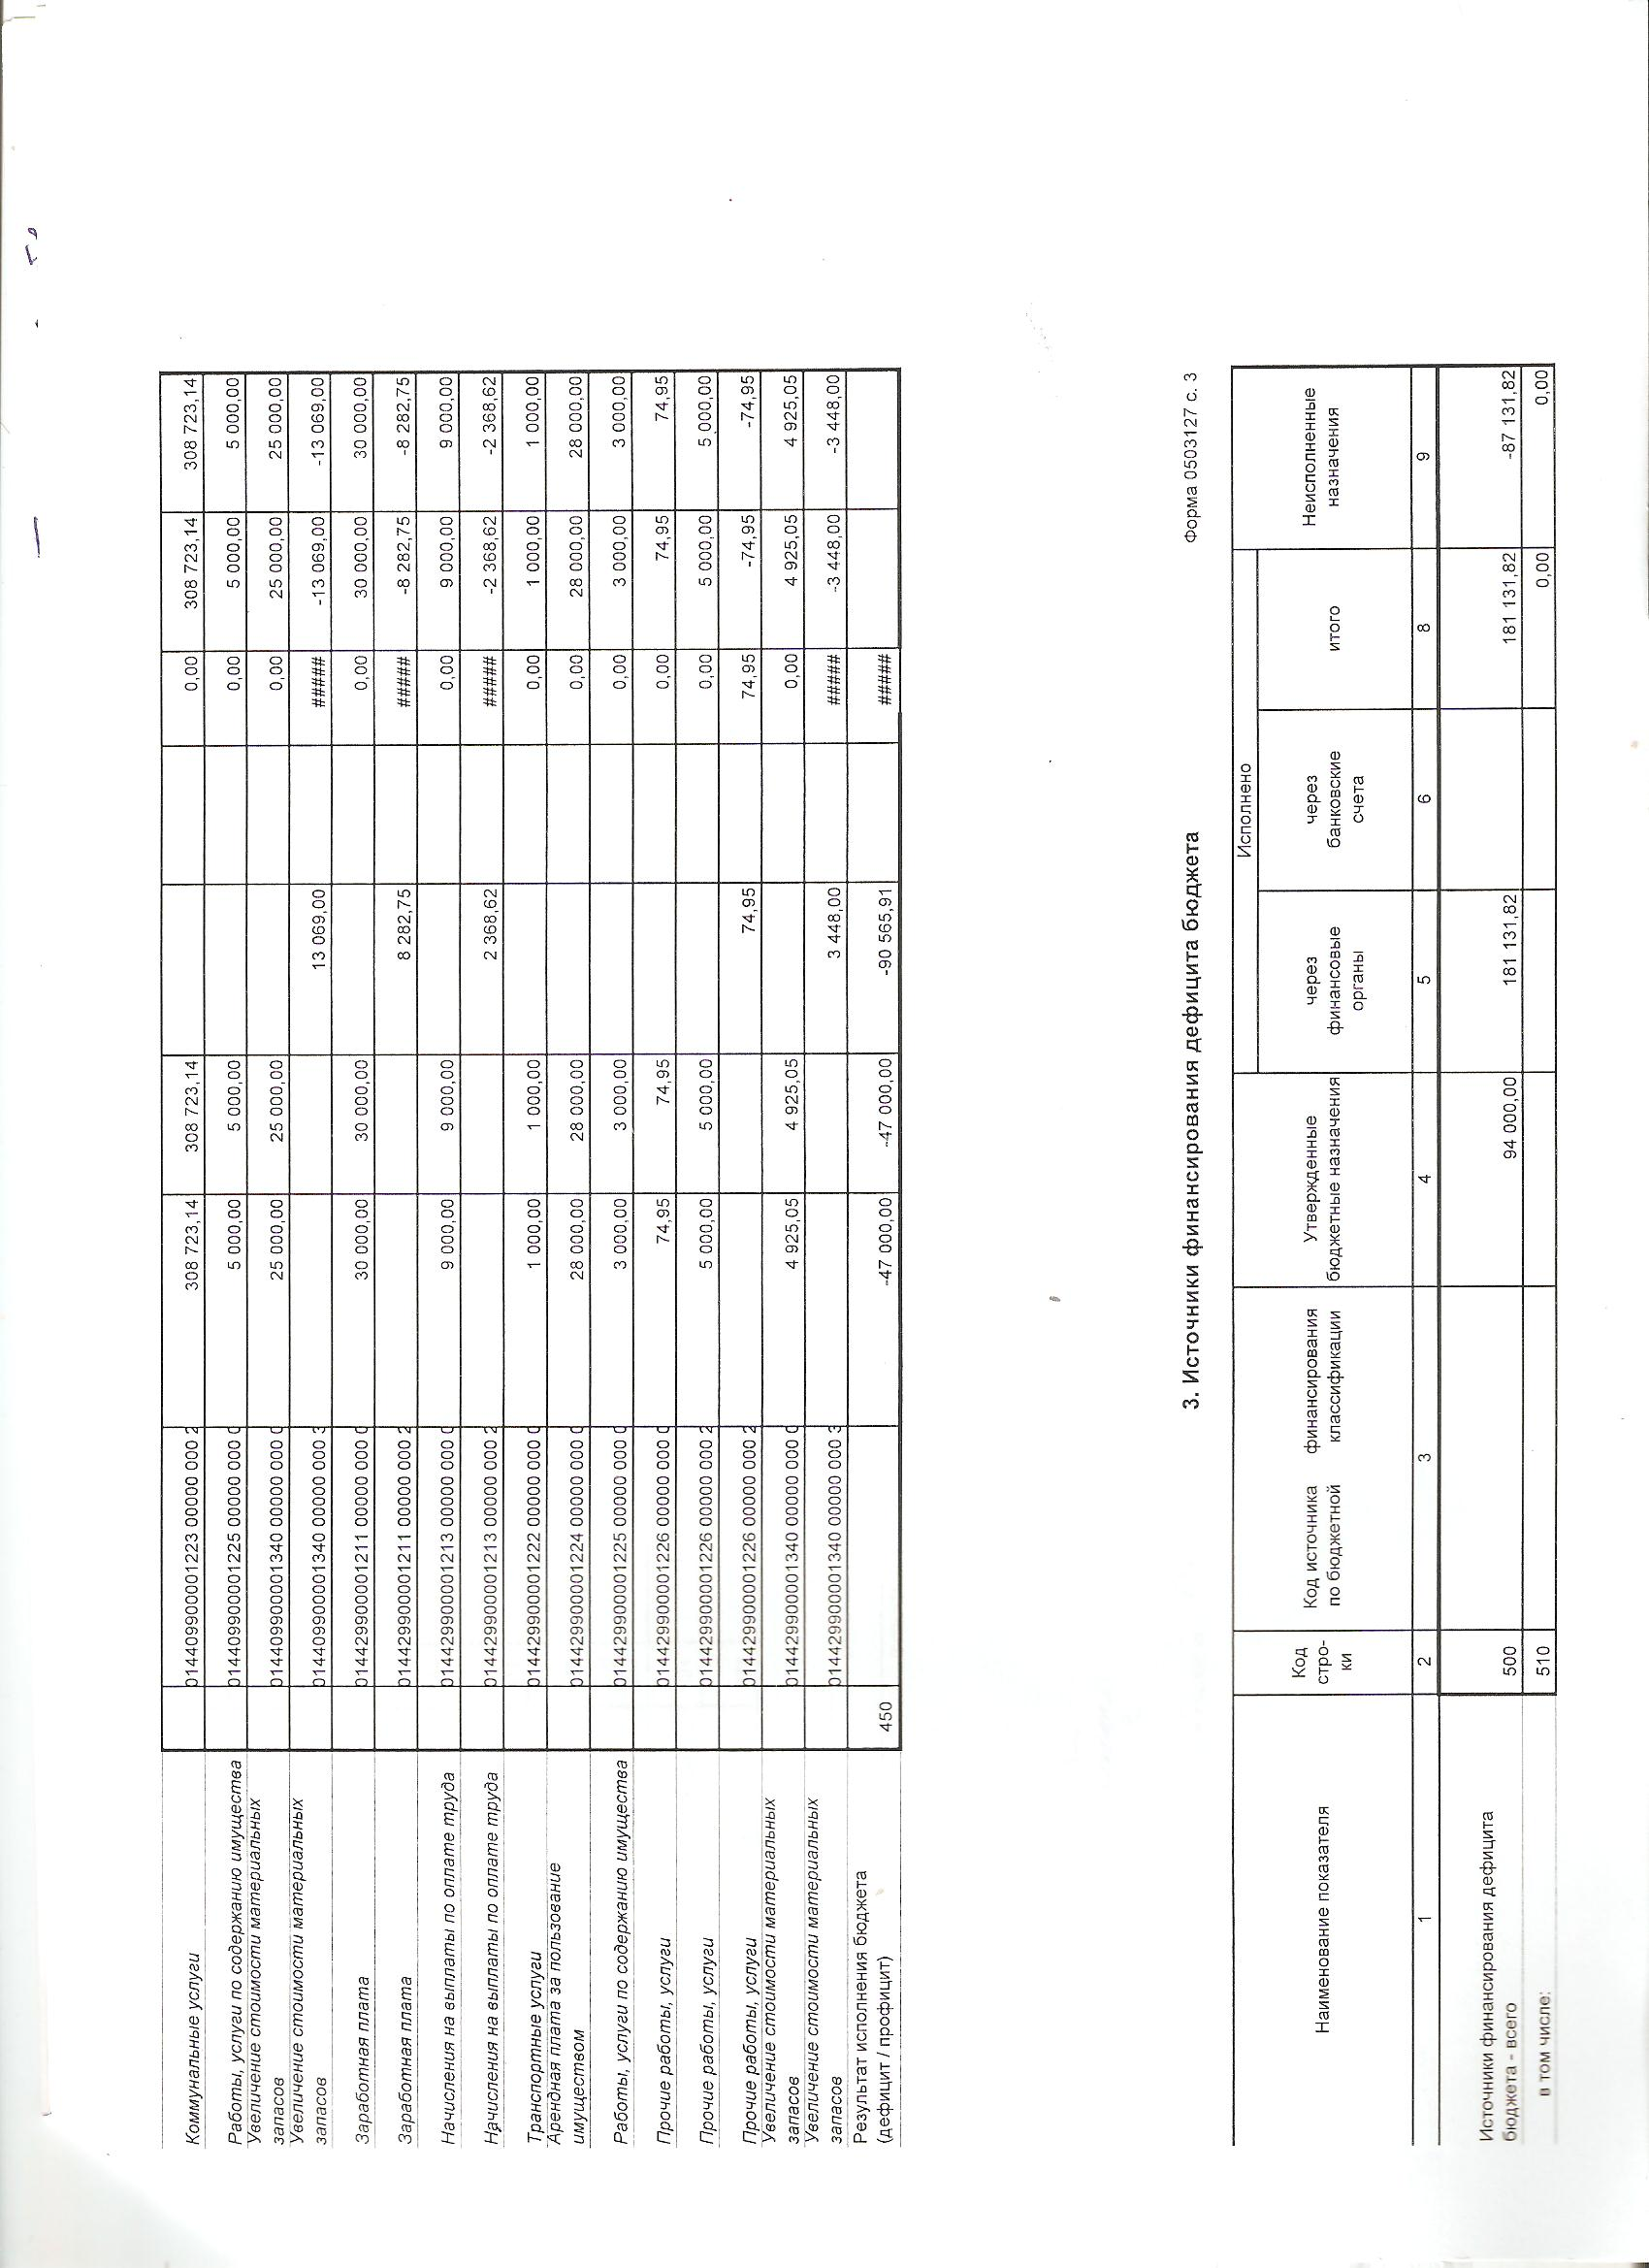 Коммунальные услуги 01440990001223 00000 000 2 308 723,14 308 723,14 0,00 308 723,14 308 723,14
Работы, услуги по содержанию имущества 01440990001225 00000 000 0 5 000,00 5 000,00 0,00 5 000,00 5 000,00
Увеличение стоимости материальных
запасов 01440990001340 00000 000 0 25 000,00 25 000,00 0,00 25 000,00 25 000,00
Увеличение стоимости материальных
запасов 01440990001340 00000 000 3 13 069,00 ##### -13 069,00 -13 069,00
Заработная плата 01442990001211 00000 000 0 30 000,00 30 000,00 0,00 30 000,00 30 000,00
Заработная плата 01442990001211 00000 000 2 8 282,75 ##### -8 282,75 -8 282,75
Начисления на выплаты по оплате труда 01442990001213 00000 000 0 9 000,00 9 000,00 0,00 9 000,00 9 000,00
Начисления на выплаты по оплате труда 01442990001213 00000 000 2 2 368,62 ##### -2 368,62 -2 368,62
Транспортные услуги 01442990001222 00000 000 0 1 000,00 1 000,00 0,00 1 000,00 1 000,00
Арендная плата за пользование
имуществом 01442990001224 00000 000 0 28 000,00 28 000,00 0,00 28 000,00 28 000,00
Работы, услуги по содержанию имущества 01442990001225 00000 000 0 3 000,00 3 000,00 0,00 3 000,00 3 000,00
Прочие работы, услуги 01442990001226 00000 000 0 74,95 74,95 0,00 74,95 74,95
Прочие работы, услуги 01442990001226 00000 000 2 5 000,00 5 000,00 0,00 5 000,00 5 000,00
Прочие работы, услуги 01442990001226 00000 000 2 74,95 74,95 -74,95 -74,95
Увеличение стоимости материальных
запасов 01442990001340 00000 000 0 4 925,05 4 925,05 0,00 4 925,05 4 925,05
Увеличение стоимости материальных
запасов 01442990001340 00000 000 3 3 448,00 ##### -3 448,00 -3 448,00
Результат исполнения бюджета
(дефицит / профицит) 450 -47 000,00 -47 000,00 -90 565,91 #####
Форма 0503127 с. 3
3. Источники финансирования дефицита бюджета
Наименование показателя
Код
стро-
ки
Код источника финансирования
по бюджетной классификации
Утвержденные
бюджетные назначения
Исполнено
через
финансовые
органы
через
банковские
счета
итого
Неисполненные
назначения
1 2 3 4 5 6 8 9
Источники финансирования дефицита
бюджета - всего 500 94 000,00 181 131,82 181 131,82 -87 131,82
в том числе: 510 0,00 0,00